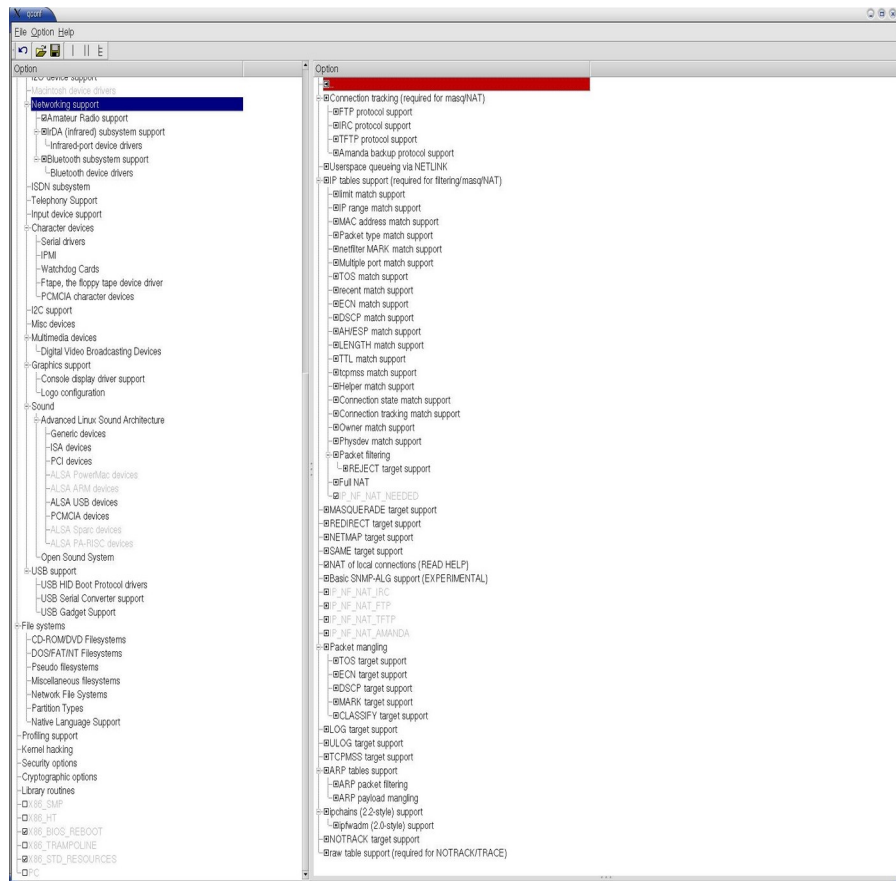 qconf
File Option Help
Option
I2O device support
Macintosh device drivers
Networking support
Amateur Radio support
IrDA (infrared) subsystem support
Infrared-port device drivers
Bluetooth subsystem support
Bluetooth device drivers
ISDN subsystem
Telephony Support
Input device support
Character devices
Serial drivers
IPMI
Watchdog Cards
Ftape, the floppy tape device driver
PCMCIA character devices
I2C support
Misc devices
Multimedia devices
Digital Video Broadcasting Devices
Graphics support
Console display driver support
Logo configuration
Sound
Advanced Linux Sound Architecture
Generic devices
ISA devices
PCI devices
ALSA PowerMac devices
ALSA ARM devices
ALSA USB devices
PCMCIA devices
ALSA Sparc devices
ALSA PA-RISC devices
Open Sound System
USB support
USB HID Boot Protocol drivers
USB Serial Converter support
USB Gadget Support
File systems
CD-ROM/DVD Filesystems
DOS/FAT/NT Filesystems
Pseudo filesystems
Miscellaneous filesystems
Network File Systems
Partition Types
Native Language Support
Profiling support
Kernel hacking
Security options
Cryptographic options
Library routines
X86_SMP
X86_HT
X86_BIOS_REBOOT
X86_TRAMPOLINE
X86_STD_RESOURCES
PC
Option
..
Connection tracking (required for masq/NAT)
FTP protocol support
IRC protocol support
TFTP protocol support
Amanda backup protocol support
Userspace queueing via NETLINK
IP tables support (required for filtering/masq/NAT)
limit match support
IP range match support
MAC address match support
Packet type match support
netfilter MARK match support
Multiple port match support
TOS match support
recent match support
ECN match support
DSCP match support
AH/ESP match support
LENGTH match support
TTL match support
tcpmss match support
Helper match support
Connection state match support
Connection tracking match support
Owner match support
Physdev match support
Packet filtering
REJECT target support
Full NAT
IP_NF_NAT_NEEDED
MASQUERADE target support
REDIRECT target support
NETMAP target support
SAME target support
NAT of local connections (READ HELP)
Basic SNMP-ALG support (EXPERIMENTAL)
IP_NF_NAT_IRC
IP_NF_NAT_FTP
IP_NF_NAT_TFTP
IP_NF_NAT_AMANDA
Packet mangling
TOS target support
ECN target support
DSCP target support
MARK target support
CLASSIFY target support
LOG target support
ULOG target support
TCPMSS target support
ARP tables support
ARP packet filtering
ARP payload mangling
ipchains (2.2-style) support
ipfwadm (2.0-style) support
NOTRACK target support
raw table support (required for NOTRACK/TRACE)